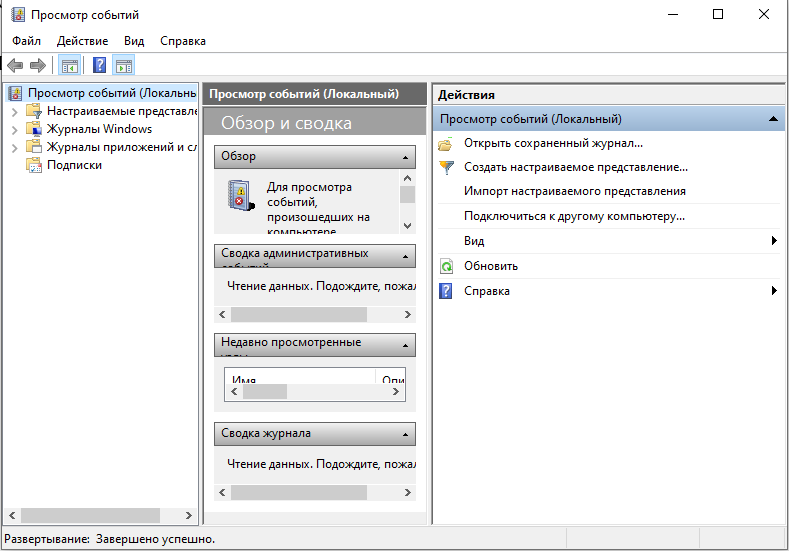 Просмотр событий
Файл Действие Вид Справка
Просмотр событий (Локальны
Настраиваемые представле
Журналы Windows
Журналы приложений и сл
Подписки
Просмотр событий (Локальный)
Обзор и сводка
Обзор
Для просмотра
событий,
произошедших на
компьютере
Сводка административных
событий
Чтение данных. Подождите, пожал
Недавно просмотренные
узлы
Имя Опи
Сводка журнала
Чтение данных. Подождите, пожал
Действия
Просмотр событий (Локальный)
Открыть сохраненный журнал...
Создать настраиваемое представление...
Импорт настраиваемого представления
Подключиться к другому компьютеру...
Вид
Обновить
Справка
Развертывание: Завершено успешно.